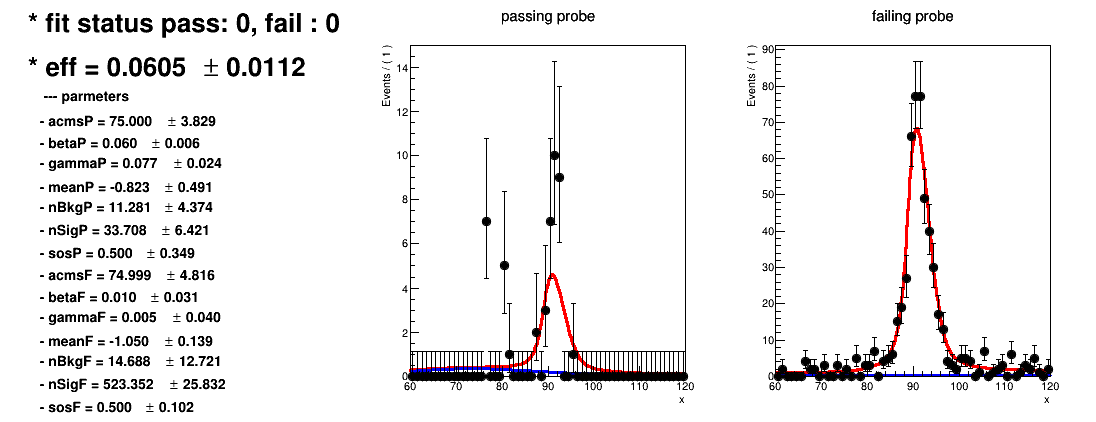 * fit status pass: 0, fail : 0
* eff = 0.0605 ± 0.0112
--- parmeters
- acmsP = 75.000 ± 3.829
- betaP = 0.060 ± 0.006
- gammaP = 0.077 ± 0.024
- meanP = -0.823 ± 0.491
- nBkgP = 11.281 ± 4.374
- nSigP = 33.708 ± 6.421
- sosP = 0.500 ± 0.349
- acmsF = 74.999 ± 4.816
- betaF = 0.010 ± 0.031
- gammaF = 0.005 ± 0.040
- meanF = -1.050 ± 0.139
- nBkgF = 14.688 ± 12.721
- nSigF = 523.352 ± 25.832
- sosF = 0.500 ± 0.102
passing probe
Events / ( 1 )
14
12
10
8
6
4
2
0
60 70 80 90 100 110 120
x
failing probe
Events / ( 1 )
90
80
70
60
50
40
30
20
10
0
60 70 80 90 100 110 120
x